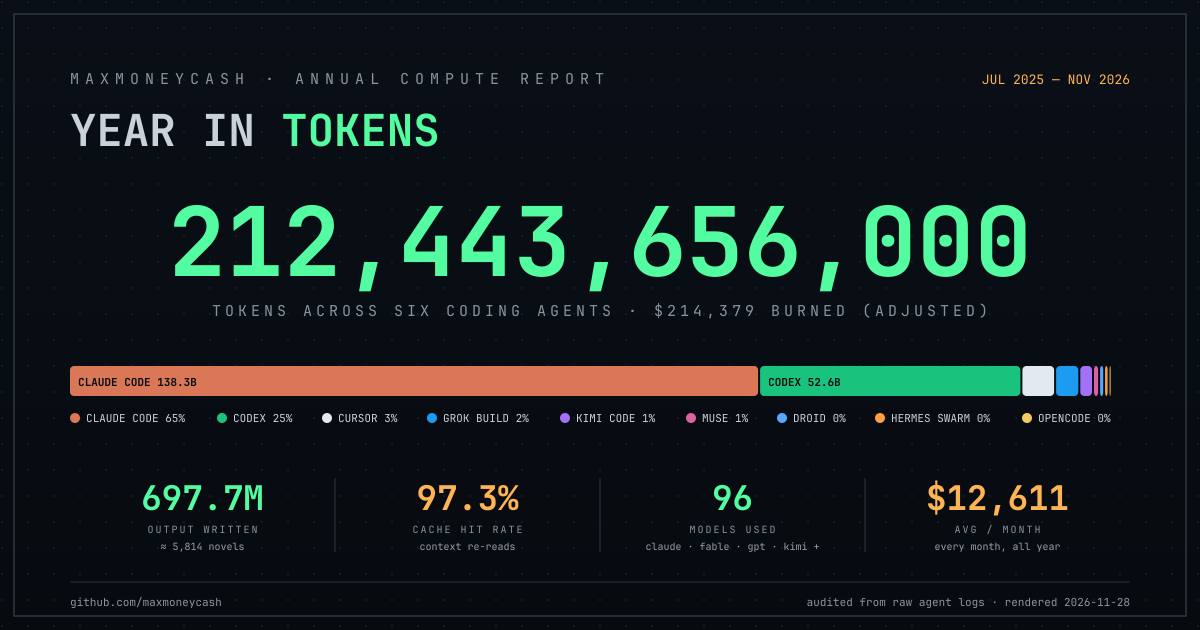 MAXMONEYCASH · ANNUAL COMPUTE REPORT
JUL 2025 — NOV 2026
YEAR IN TOKENS
212,443,656,000
TOKENS ACROSS SIX CODING AGENTS · $214,379 BURNED (ADJUSTED)
CLAUDE CODE 138.3B CODEX 52.6B
CLAUDE CODE 65% CODEX 25% CURSOR 3% GROK BUILD 2% KIMI CODE 1% MUSE 1% DROID 0% HERMES SWARM 0% OPENCODE 0%
697.7M 97.3% 96 $12,611
OUTPUT WRITTEN CACHE HIT RATE MODELS USED AVG / MONTH
≈ 5,814 novels context re-reads claude · fable · gpt · kimi + every month, all year
github.com/maxmoneycash audited from raw agent logs · rendered 2026-11-28